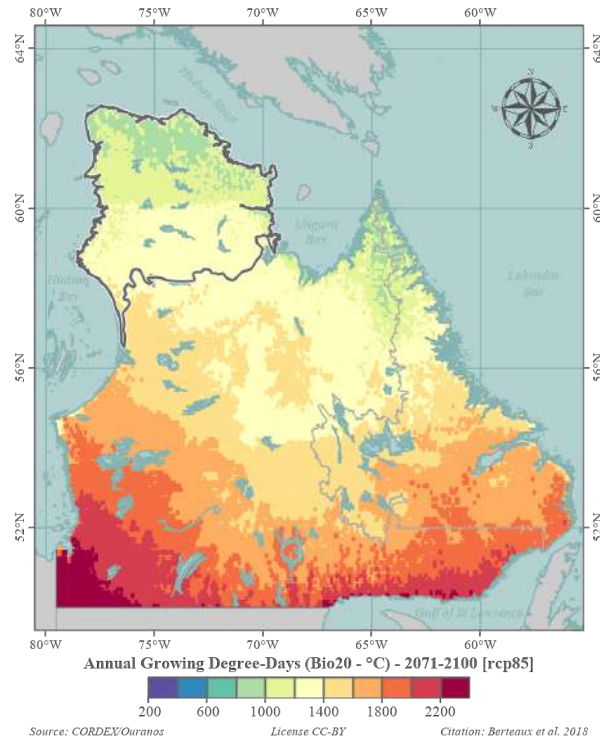 80°W 75°W 70°W 65°W 60°W
64°N 64°N
Hudson Strait
N
W E
S
60°N 60°N
Ungava
Bay
Hudson
Bay
Labrador
Sea
56°N 56°N
52°N 52°N
Gulf of St Lawrence
80°W 75°W 70°W 65°W 60°W
Annual Growing Degree-Days (Bio20 - °C) - 2071-2100 [rcp85]
200 600 1000 1400 1800 2200
Source: CORDEX/Ouranos License CC-BY Citation: Berteaux et al. 2018